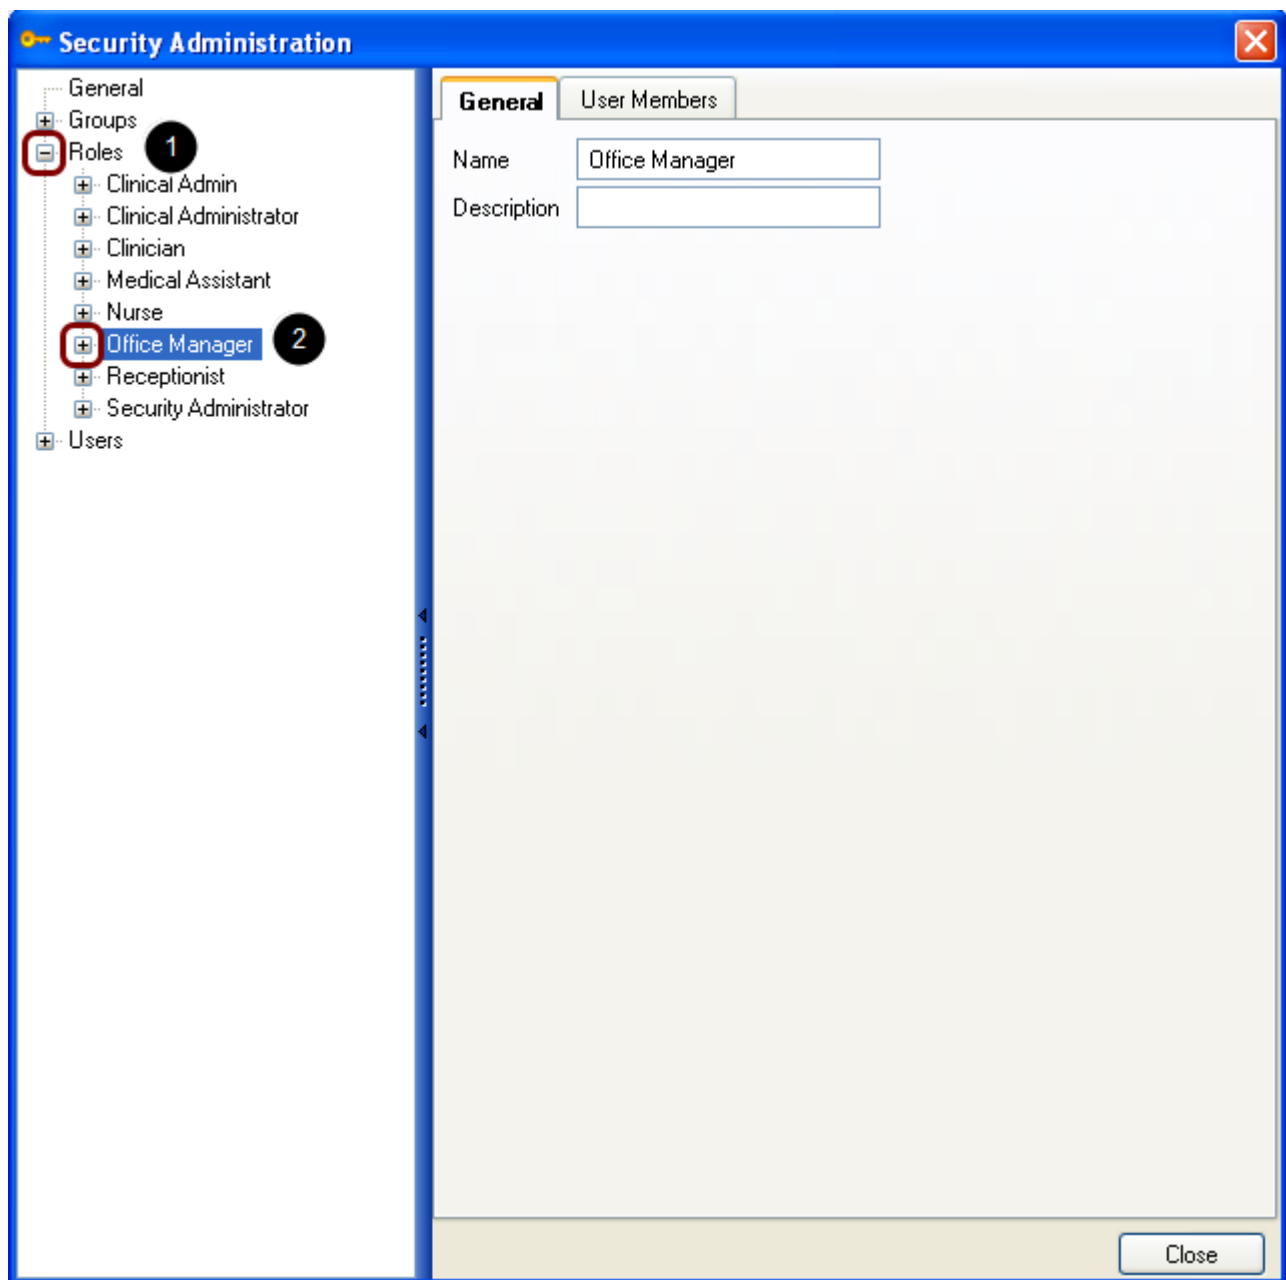 Security Administration
General
Groups
Roles 1
Clinical Admin
Clinical Administrator
Clinician
Medical Assistant
Nurse
Office Manager 2
Receptionist
Security Administrator
Users
General User Members
Name Office Manager
Description
Close